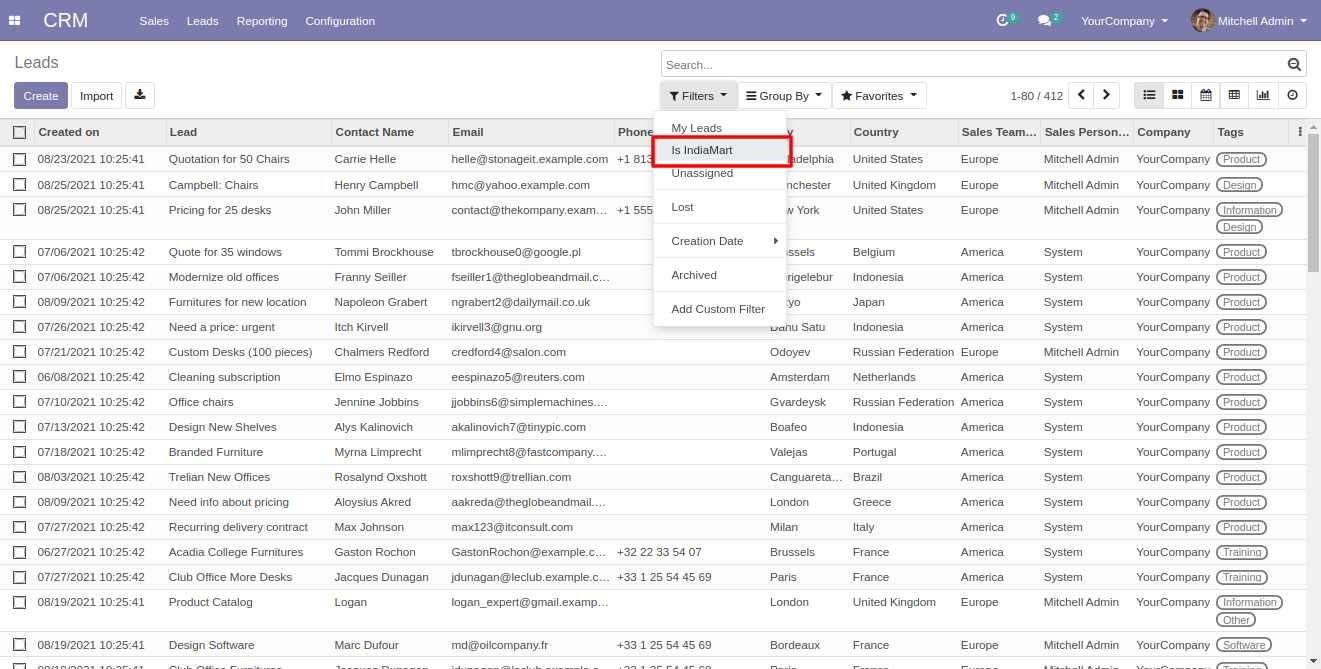 CRM Sales Leads Reporting Configuration 9 2 YourCompany Mitchell Admin
Leads
Search...
Create Import Filters Group By Favorites 1-80 / 412
My Leads
Is IndiaMart
Unassigned
Lost
Creation Date
Archived
Add Custom Filter
Created on Lead Contact Name Email Phone Country Sales Team... Sales Person... Company Tags
08/23/2021 10:25:41 Quotation for 50 Chairs Carrie Helle helle@stonageit.example.com +1 813 United States Europe Mitchell Admin YourCompany Product
08/25/2021 10:25:41 Campbell: Chairs Henry Campbell hmc@yahoo.example.com United Kingdom Europe Mitchell Admin YourCompany Design
08/25/2021 10:25:41 Pricing for 25 desks John Miller contact@thekompany.exam... +1 555 York United States Europe Mitchell Admin YourCompany Information
Design
07/06/2021 10:25:42 Quote for 35 windows Tommi Brockhouse tbrockhouse0@google.pl Belgium America System YourCompany Product
07/06/2021 10:25:42 Modernize old offices Franny Seiller fseiller1@theglobeandmail.c... Indonesia America System YourCompany Product
08/09/2021 10:25:42 Furnitures for new location Napoleon Grabert ngrabert2@dailymail.co.uk Japan America System YourCompany Product
07/26/2021 10:25:42 Need a price: urgent Itch Kirvell ikirvell3@gnu.org Danu Satu Indonesia America System YourCompany Product
07/21/2021 10:25:42 Custom Desks (100 pieces) Chalmers Redford credford4@salon.com Odoyev Russian Federation Europe Mitchell Admin YourCompany Product
06/08/2021 10:25:42 Cleaning subscription Elmo Espinazo eespinazo5@reuters.com Amsterdam Netherlands America System YourCompany Product
07/10/2021 10:25:42 Office chairs Jennine Jobbins jjobbins6@simplemachines.... Gvardeysk Russian Federation America System YourCompany Product
07/13/2021 10:25:42 Design New Shelves Alys Kalinovich akalinovich7@tinypic.com Boafeo Indonesia America System YourCompany Product
07/18/2021 10:25:42 Branded Furniture Myrna Limprecht mlimprecht8@fastcompany.... Valejas Portugal America System YourCompany Product
08/03/2021 10:25:42 Trelian New Offices Rosalynd Oxshott roxshott9@trellian.com Canguareta... Brazil America System YourCompany Product
08/09/2021 10:25:42 Need info about pricing Aloysius Akred aakreda@theglobeandmail.... London Greece America System YourCompany Product
07/27/2021 10:25:42 Recurring delivery contract Max Johnson max123@itconsult.com Milan Italy America System YourCompany Product
06/27/2021 10:25:42 Acadia College Furnitures Gaston Rochon GastonRochon@example.c... +32 22 33 54 07 Brussels France America System YourCompany Training
07/27/2021 10:25:42 Club Office More Desks Jacques Dunagan jdunagan@leclub.example.c... +33 1 25 54 45 69 Paris France America System YourCompany Training
08/19/2021 10:25:41 Product Catalog Logan logan_expert@gmail.examp... London United Kingdom Europe Mitchell Admin YourCompany Information
Other
08/19/2021 10:25:41 Design Software Marc Dufour md@oilcompany.fr +33 1 25 54 45 69 Bordeaux France Europe Mitchell Admin YourCompany Software